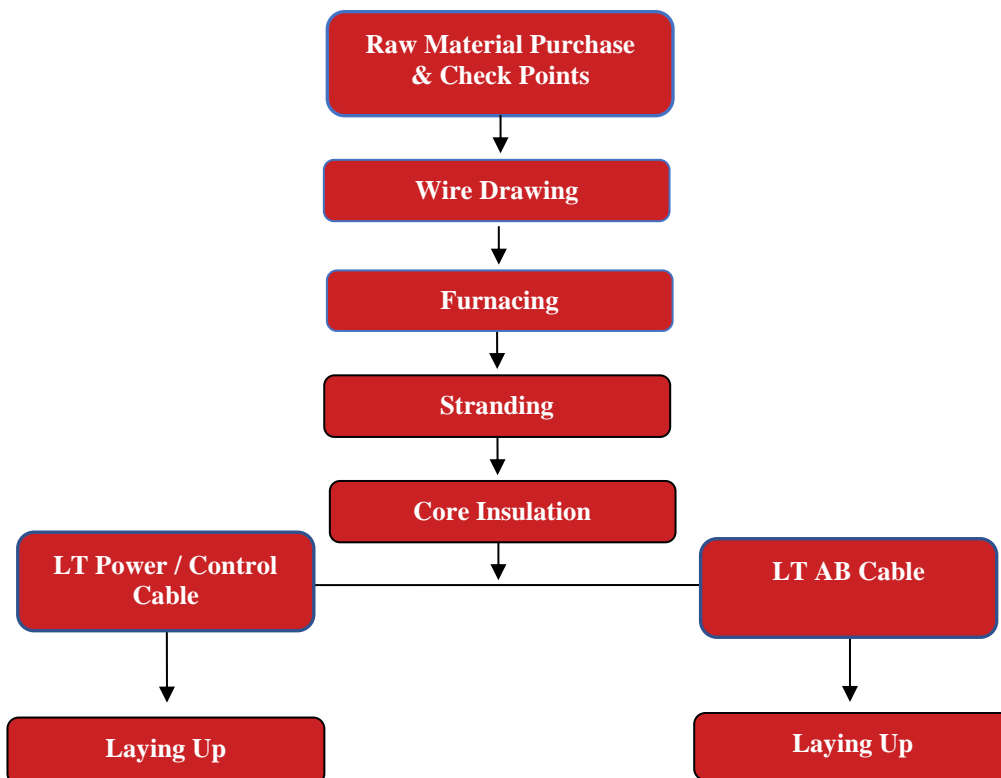 Raw Material Purchase
& Check Points
Wire Drawing
Furnacing
Stranding
Core Insulation
LT Power / Control
Cable
LT AB Cable
Laying Up
Laying Up